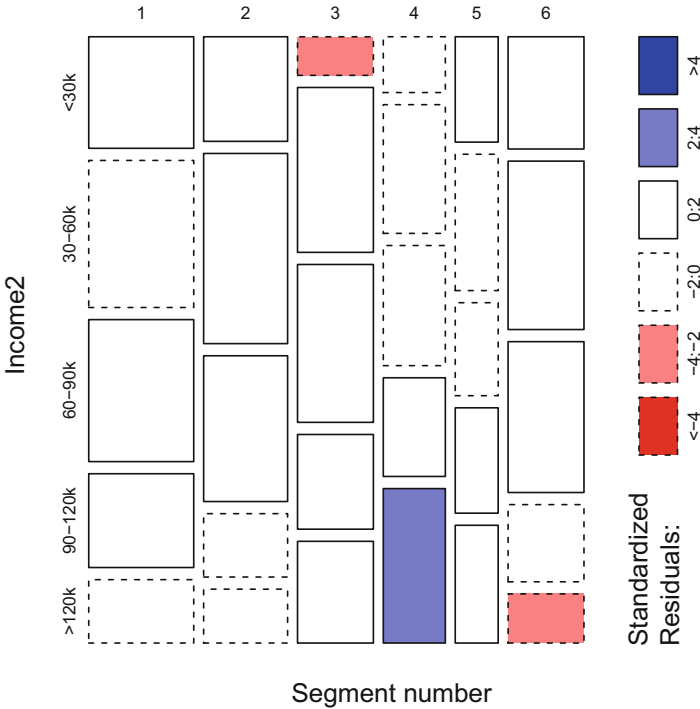 1 2 3 4 5 6
<30k
30−60k
60−90k
90−120k
>120k
Income2
Segment number
Standardized
Residuals:
<−4
−4:−2
−2:0
0:2
2:4
>4